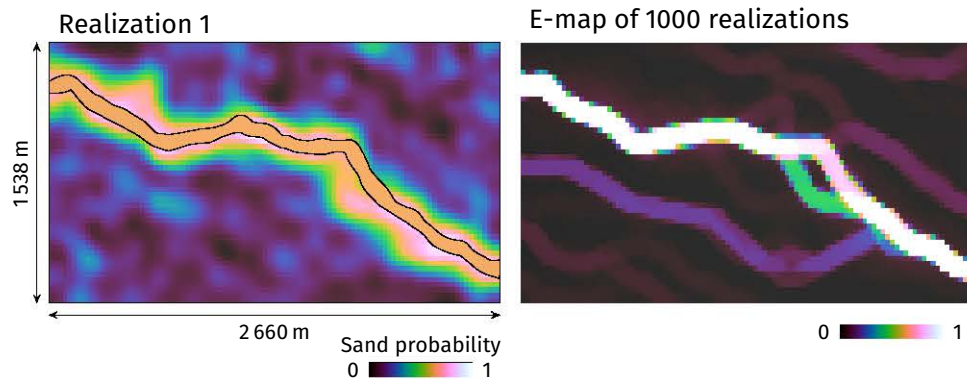 Realization 1
E-map of 1000 realizations
1 538 m
2 660 m
Sand probability
0 1
0 1